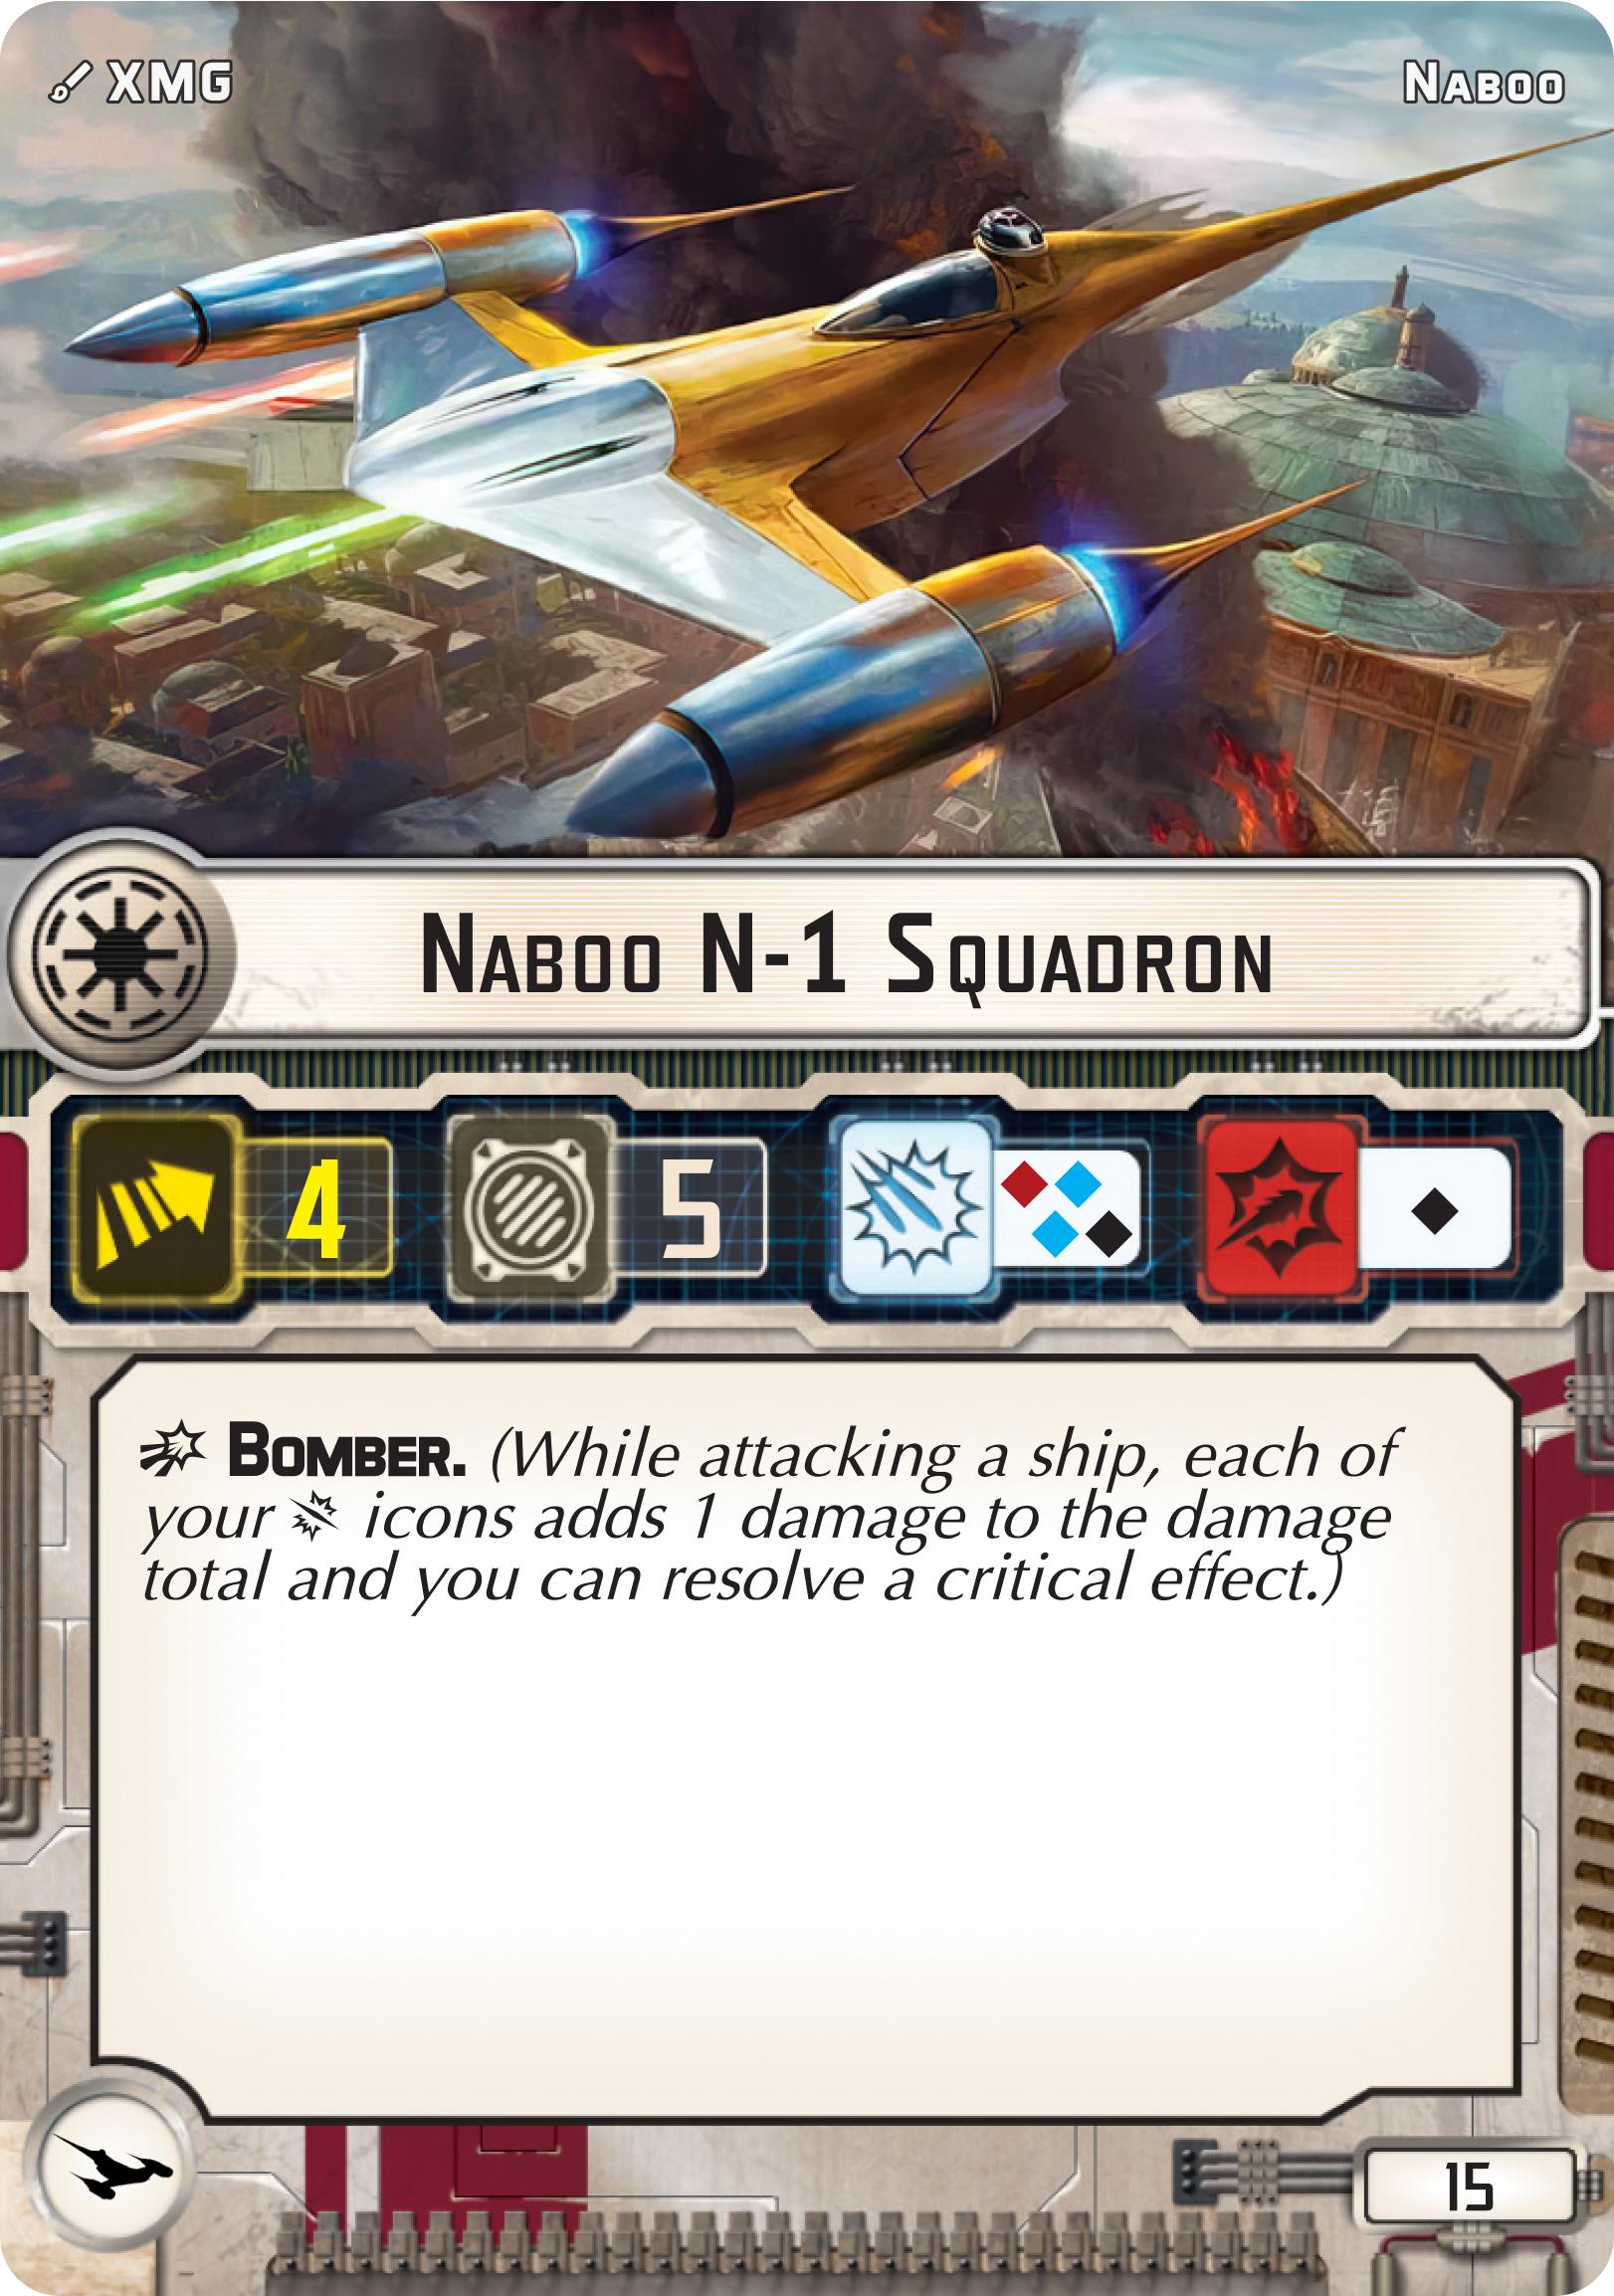 XMG
Naboo
Naboo N-1 Squadron
4
5
Bomber. (While attacking a ship, each of
your icons adds 1 damage to the damage
total and you can resolve a critical effect.)
15